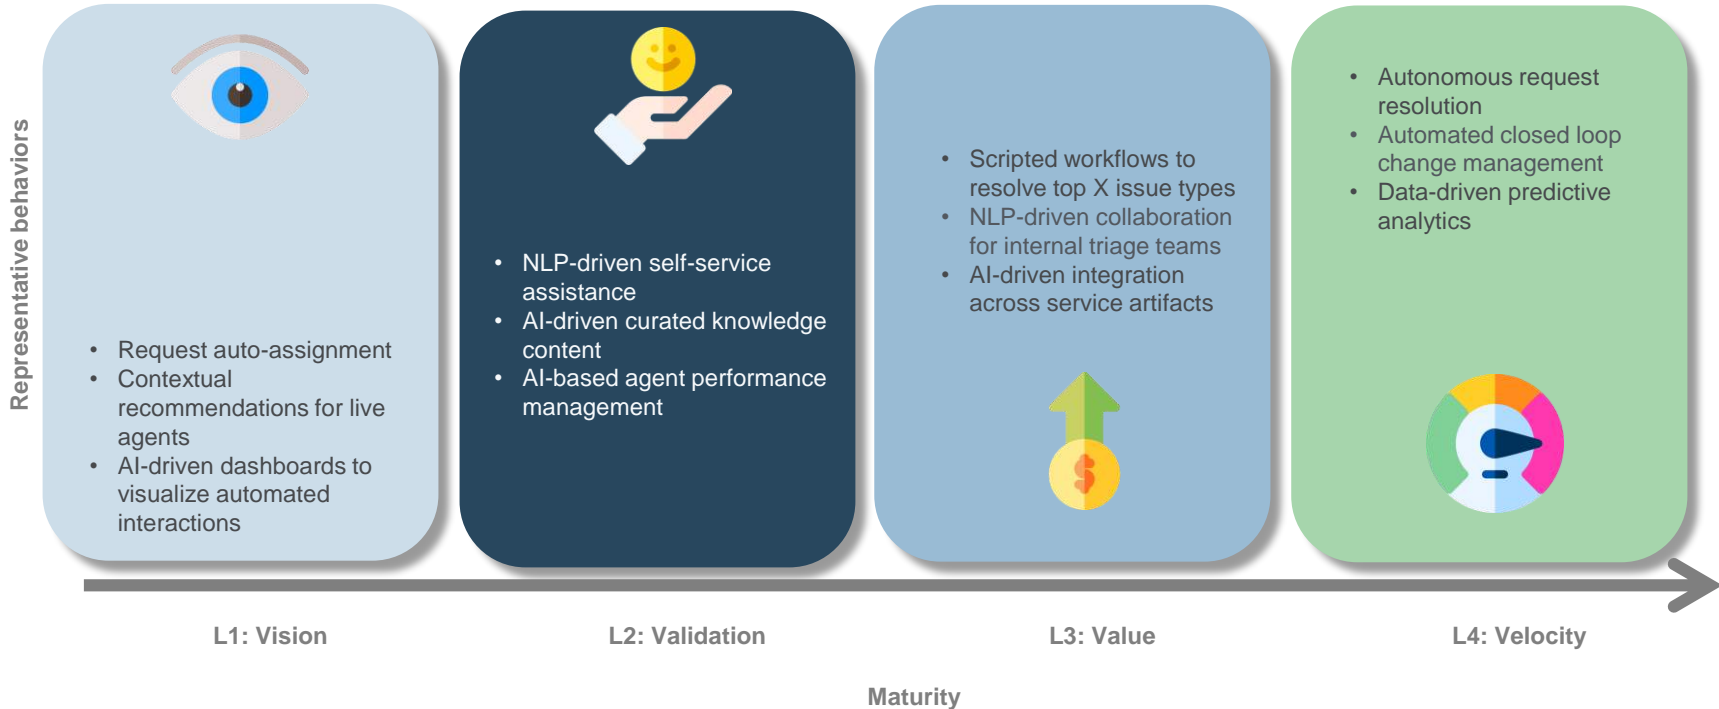 Representative behaviors
• Request auto-assignment
• Contextual
recommendations for live
agents
• AI-driven dashboards to
visualize automated
interactions
• NLP-driven self-service
assistance
• AI-driven curated knowledge
content
• AI-based agent performance
management
• Scripted workflows to
resolve top X issue types
• NLP-driven collaboration
for internal triage teams
• AI-driven integration
across service artifacts
$
• Autonomous request
resolution
• Automated closed loop
change management
• Data-driven predictive
analytics
L1: Vision
L2: Validation
L3: Value
L4: Velocity
Maturity